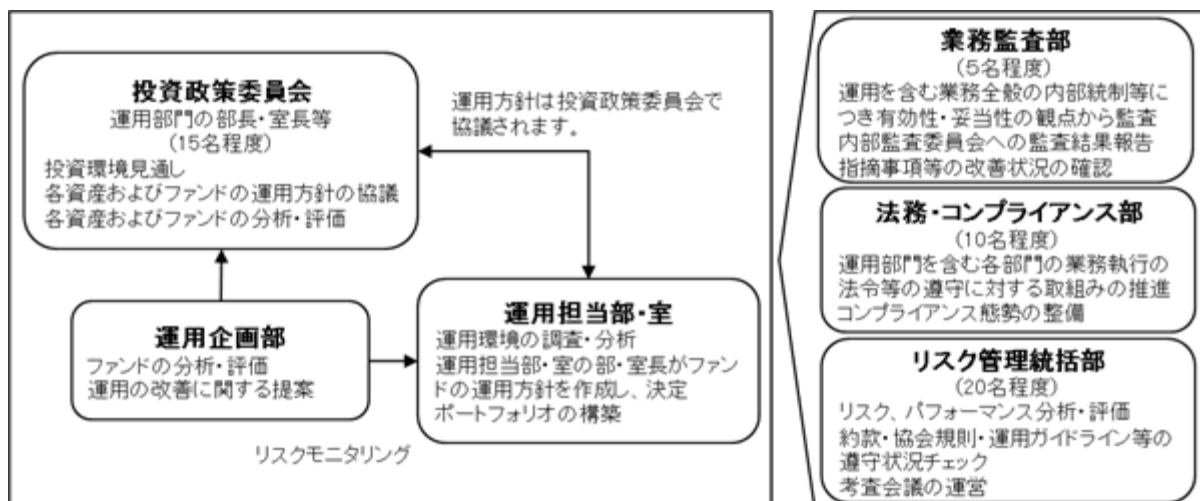 投資政策委員会
運用部門の部長・室長等
(15名程度)
投資環境見通し
各資産およびファンドの運用方針の協議
各資産およびファンドの分析・評価
運用方針は投資政策委員会で
協議されます。
運用企画部
ファンドの分析・評価
運用の改善に関する提案
運用担当部・室
運用環境の調査・分析
運用担当部・室の部・室長がファン
ドの運用方針を作成し、決定
ポートフォリオの構築
リスクモニタリング
業務監査部
(5名程度)
運用を含む業務全般の内部統制等に
つき有効性・妥当性の観点から監査
内部監査委員会への監査結果報告
指摘事項等の改善状況の確認
法務・コンプライアンス部
(10名程度)
運用部門を含む各部門の業務執行の
法令等の遵守に対する取組みの推進
コンプライアンス態勢の整備
リスク管理統括部
(20名程度)
リスク、パフォーマンス分析・評価
約款・協会規則・運用ガイドライン等の
遵守状況チェック
考査会議の運営